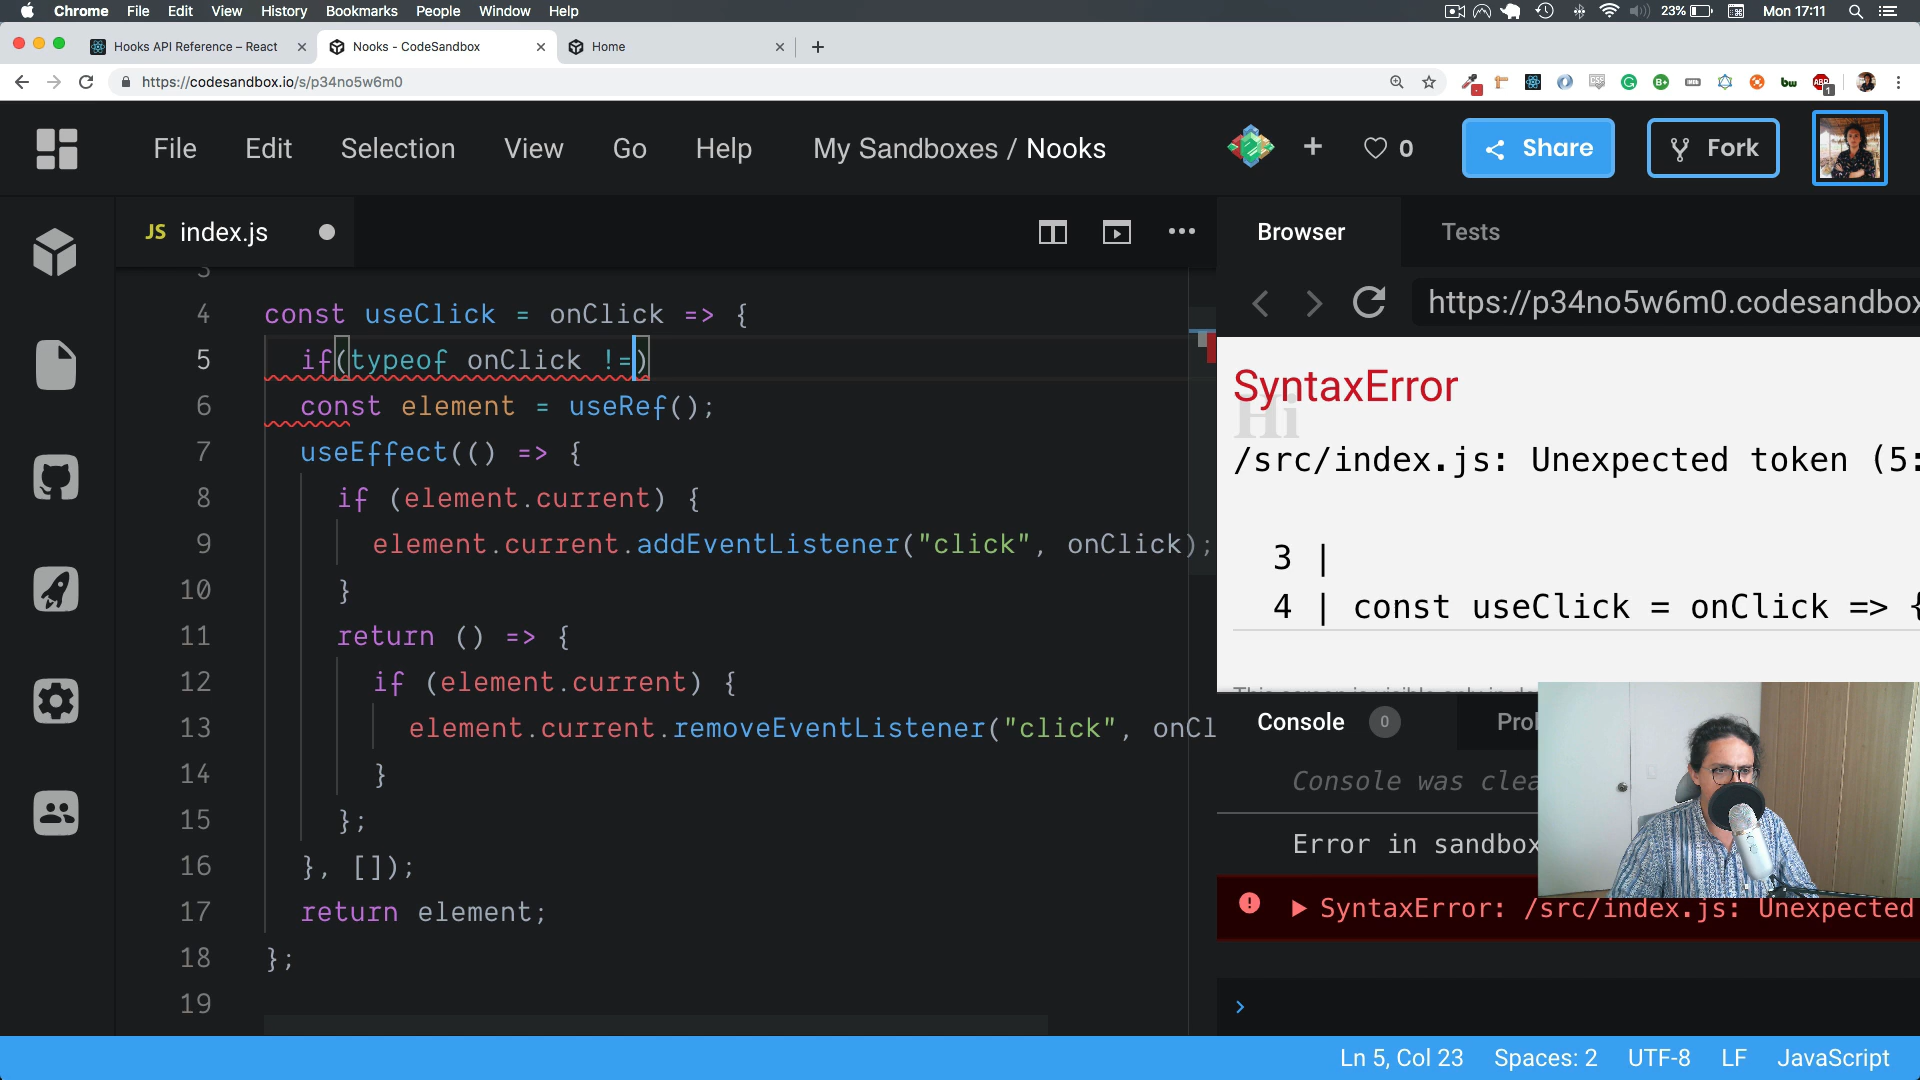 Chrome File Edit View History Bookmarks People Window Help 23% Mon 17:11
Hooks API Reference – React Nooks - CodeSandbox Home
https://codesandbox.io/s/p34no5w6m0
File Edit Selection View Go Help My Sandboxes / Nooks 0 Share Fork
JS index.js Browser Tests
https://p34no5w6m0.codesandbox
3
4 const useClick = onClick => {
5 if(typeof onClick !=)
6 const element = useRef();
7 useEffect(() => {
8 if (element.current) {
9 element.current.addEventListener("click", onClick);
10 }
11 return () => {
12 if (element.current) {
13 element.current.removeEventListener("click", onCl
14 }
15 };
16 }, []);
17 return element;
18 };
19
SyntaxError
Hi
/src/index.js: Unexpected token (5:
3 |
4 | const useClick = onClick => {
Console 0 Prob
Console was clea
Error in sandbox
SyntaxError: /src/index.js: Unexpected
Ln 5, Col 23 Spaces: 2 UTF-8 LF JavaScript